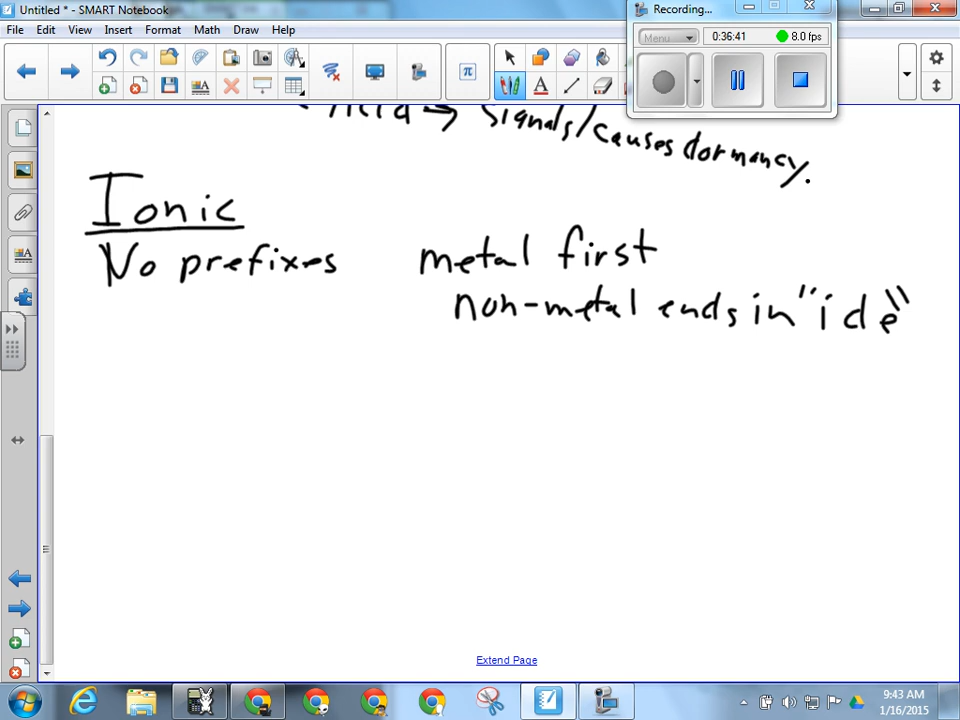 Untitled * - SMART Notebook
Recording...
File Edit View Insert Format Math Draw Help
Menu 0:36:41 8.0 fps
π A
Acid → Signals/causes dormancy.
Ionic
No prefixes metal first
non-metal ends in "ide"
Extend Page
9:43 AM
1/16/2015